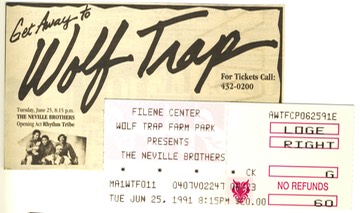 Get Away to
Wolf Trap
For Tickets Call:
432-0200
Tuesday, June 25, 8:15 p.m.
THE NEVILLE BROTHERS
Opening Act Rhythm Tribe
FILENE CENTER
WOLF TRAP FARM PARK
PRESENTS
THE NEVILLE BROTHERS
CK
MA1WTF011 0407V02247
TUE JUN 25, 1991 8:15PM
AWTFCP062591E
LOGE
RIGHT
G
NO REFUNDS
60